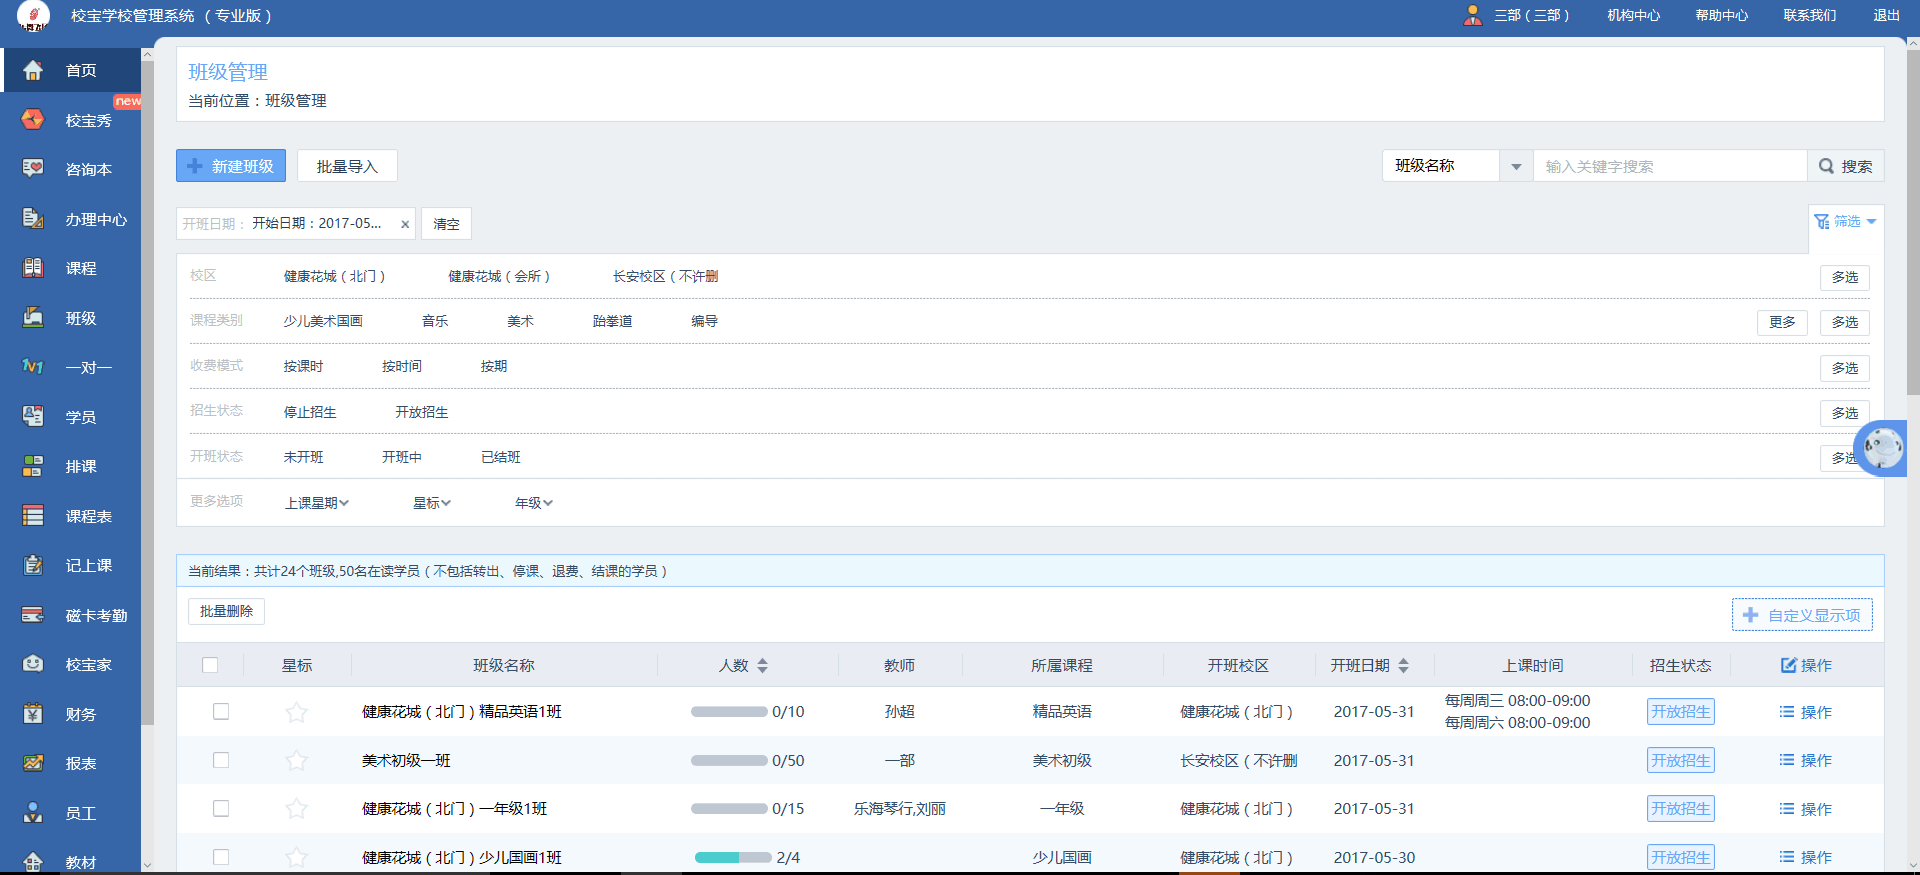 校宝学校管理系统 （专业版）
三部（三部） 机构中心 帮助中心 联系我们 退出
首页
new
校宝秀
咨询本
办理中心
课程
班级
1v1 一对一
学员
排课
课程表
记上课
磁卡考勤
校宝家
财务
报表
员工
教材
班级管理
当前位置：班级管理
新建班级 批量导入 班级名称 输入关键字搜索 搜索
开班日期： 开始日期：2017-05... × 清空 筛选
校区 健康花城（北门） 健康花城（会所） 长安校区（不许删 多选
课程类别 少儿美术国画 音乐 美术 跆拳道 编导 更多 多选
收费模式 按课时 按时间 按期 多选
招生状态 停止招生 开放招生 多选
开班状态 未开班 开班中 已结班 多选
更多选项 上课星期 星标 年级
当前结果：共计24个班级,50名在读学员（不包括转出、停课、退费、结课的学员）
批量删除 自定义显示项
星标 班级名称 人数 教师 所属课程 开班校区 开班日期 上课时间 招生状态 操作
健康花城（北门）精品英语1班 0/10 孙超 精品英语 健康花城（北门） 2017-05-31 每周周三 08:00-09:00 开放招生 操作
每周周六 08:00-09:00
美术初级一班 0/50 一部 美术初级 长安校区（不许删 2017-05-31 开放招生 操作
健康花城（北门）一年级1班 0/15 乐海琴行,刘丽 一年级 健康花城（北门） 2017-05-31 开放招生 操作
健康花城（北门）少儿国画1班 2/4 少儿国画 健康花城（北门） 2017-05-30 开放招生 操作